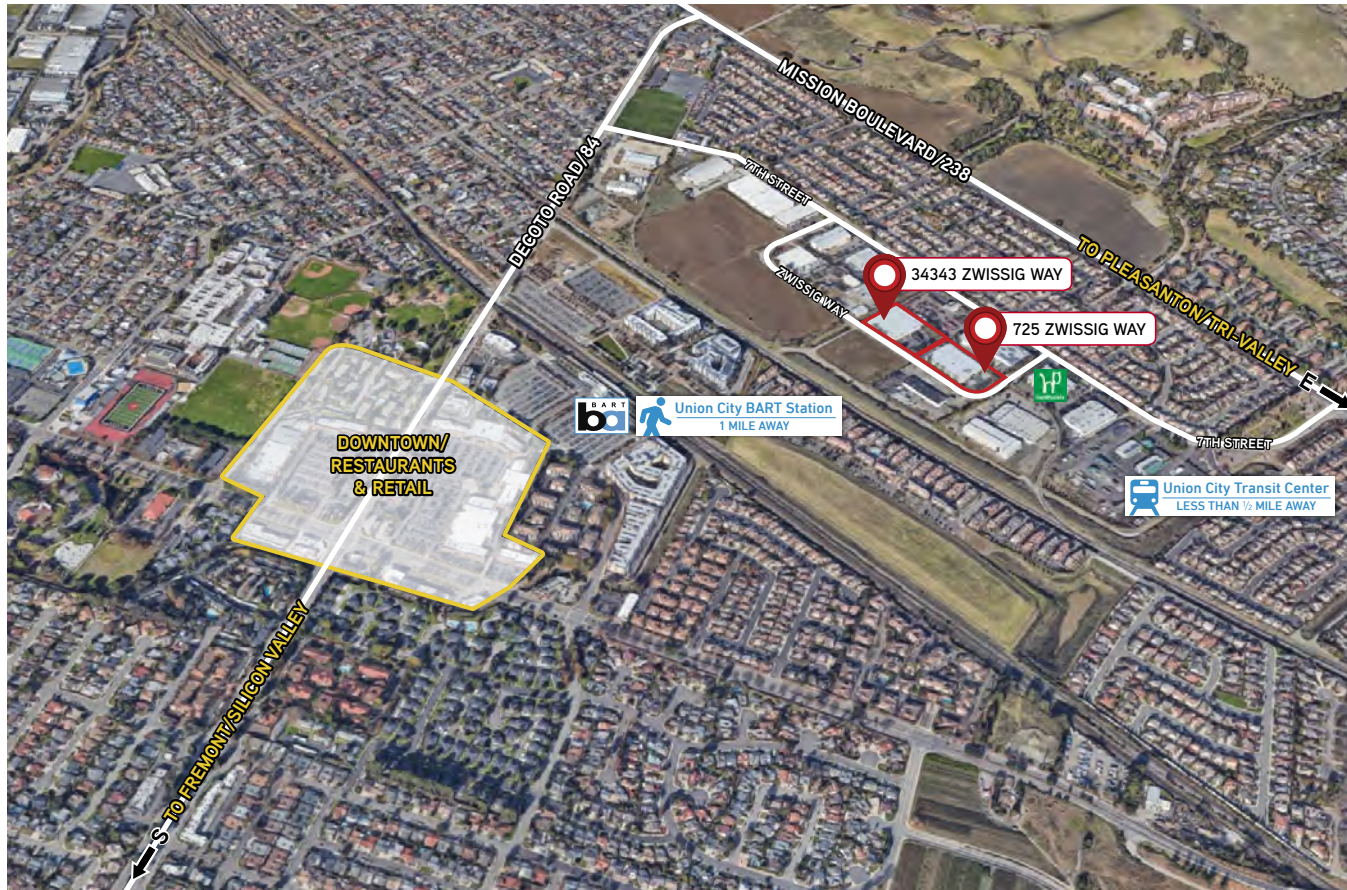 MISSION BOULEVARD/238
DECOTO ROAD/84
7TH STREET
TO PLEASANTON/TRI-VALLEY
E
ZWISSIG WAY
34343 ZWISSIG WAY
725 ZWISSIG WAY
BART
ba
Union City BART Station
1 MILE AWAY
DOWNTOWN/
RESTAURANTS
& RETAIL
7TH STREET
Union City Transit Center
LESS THAN ½ MILE AWAY
TO FREMONT/SILICON VALLEY
S